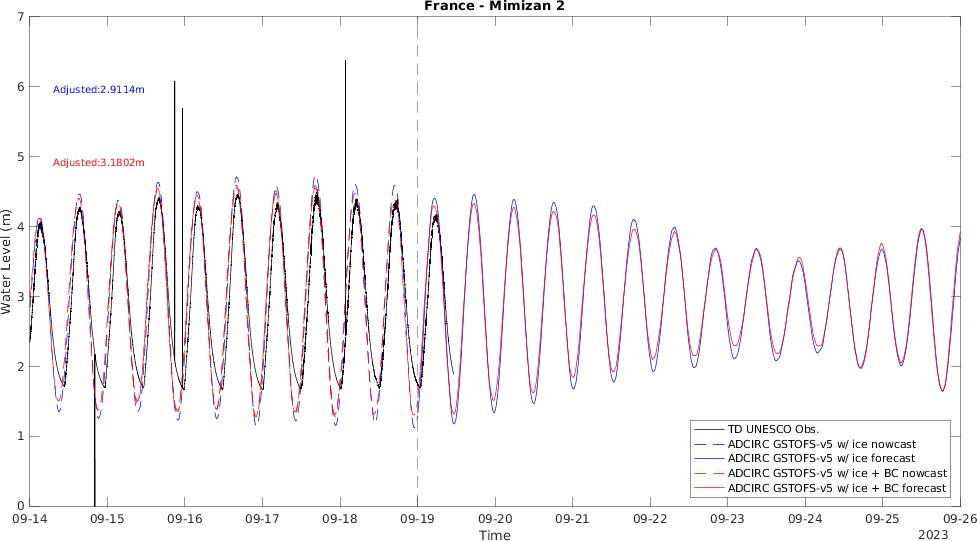 France - Mimizan 2
7
6
5
4
3
2
1
0
Water Level (m)
Adjusted:2.9114m
Adjusted:3.1802m
TD UNESCO Obs.
ADCIRC GSTOFS-v5 w/ ice nowcast
ADCIRC GSTOFS-v5 w/ ice forecast
ADCIRC GSTOFS-v5 w/ ice + BC nowcast
ADCIRC GSTOFS-v5 w/ ice + BC forecast
09-14 09-15 09-16 09-17 09-18 09-19 09-20 09-21 09-22 09-23 09-24 09-25 09-26
Time
2023